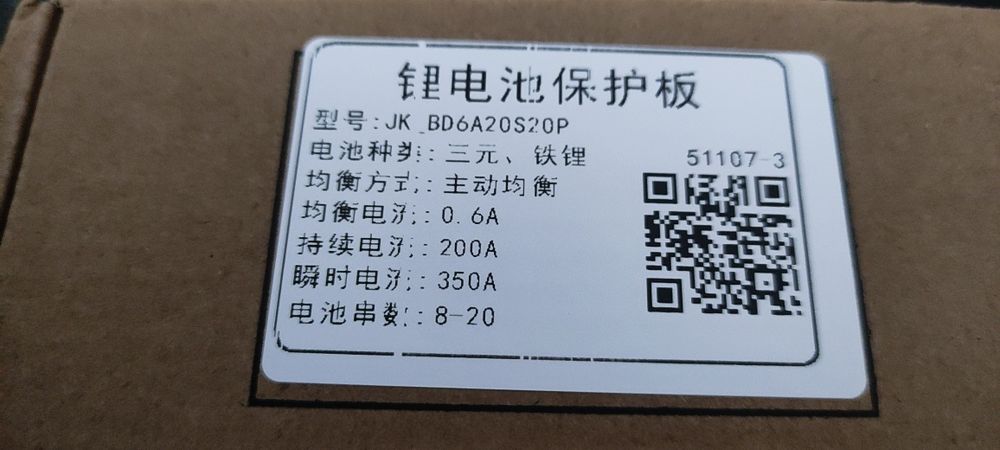 锂电池保护板
型号:JK_BD6A20S20P
电池种类:三元、铁锂
51107-3
均衡方式:主动均衡
均衡电流:0.6A
持续电流:200A
瞬时电流:350A
电池串数:8-20